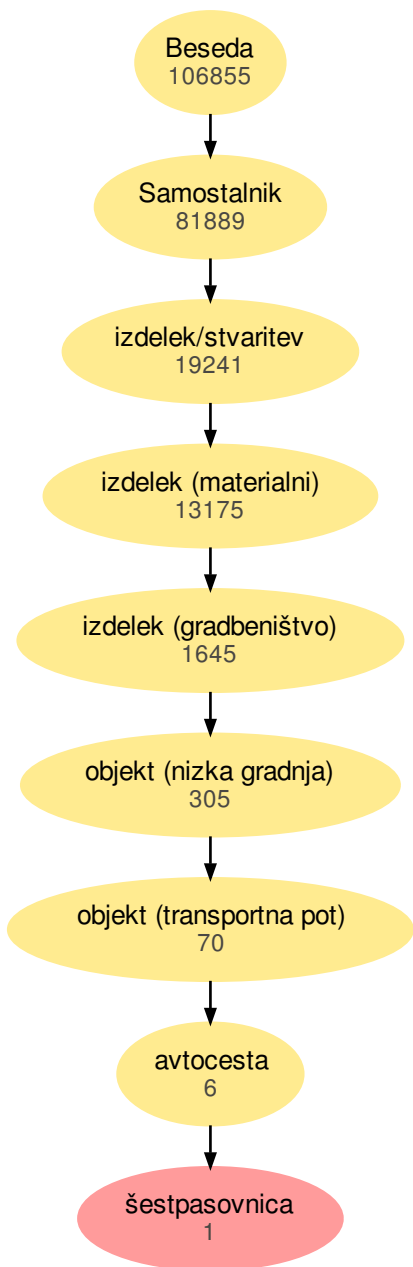 Beseda
106855
Samostalnik
81889
izdelek/stvaritev
19241
izdelek (materialni)
13175
izdelek (gradbeništvo)
1645
objekt (nizka gradnja)
305
objekt (transportna pot)
70
avtocesta
6
šestpasovnica
1